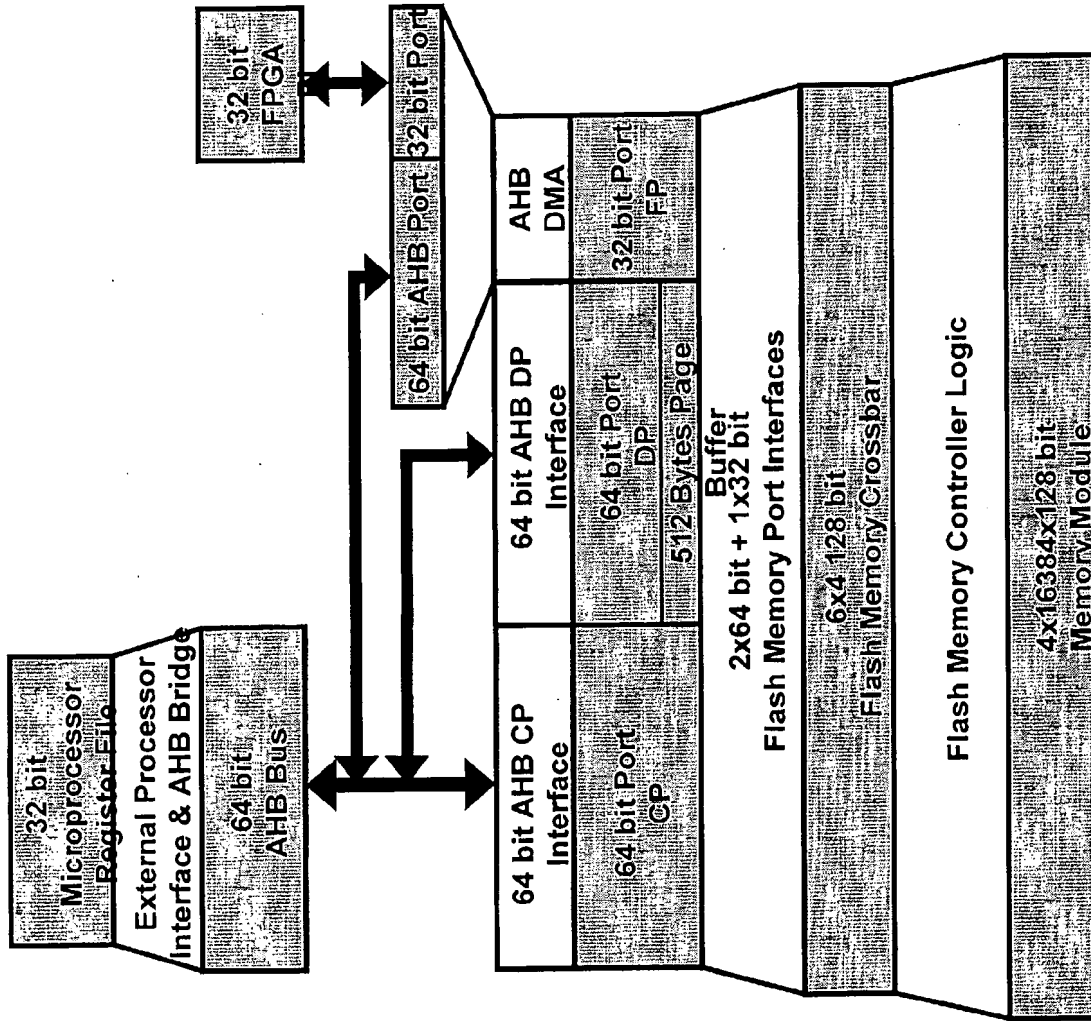 32 bit
Microprocessor
Register File
External Processor
Interface & AHB Bridge
64 bit
AHB Bus
32 bit
FPGA
64 bit AHB Port
32 bit Port
64 bit AHB CP
Interface
64 bit AHB DP
Interface
AHB
DMA
64 bit Port
CP
64 bit Port
DP
512 Bytes Page
Buffer
32 bit Port
FP
2x64 bit + 1x32 bit
Flash Memory Port Interfaces
6x4 128 bit
Flash Memory Crossbar
Flash Memory Controller Logic
4x16384x128 bit
Memory Module